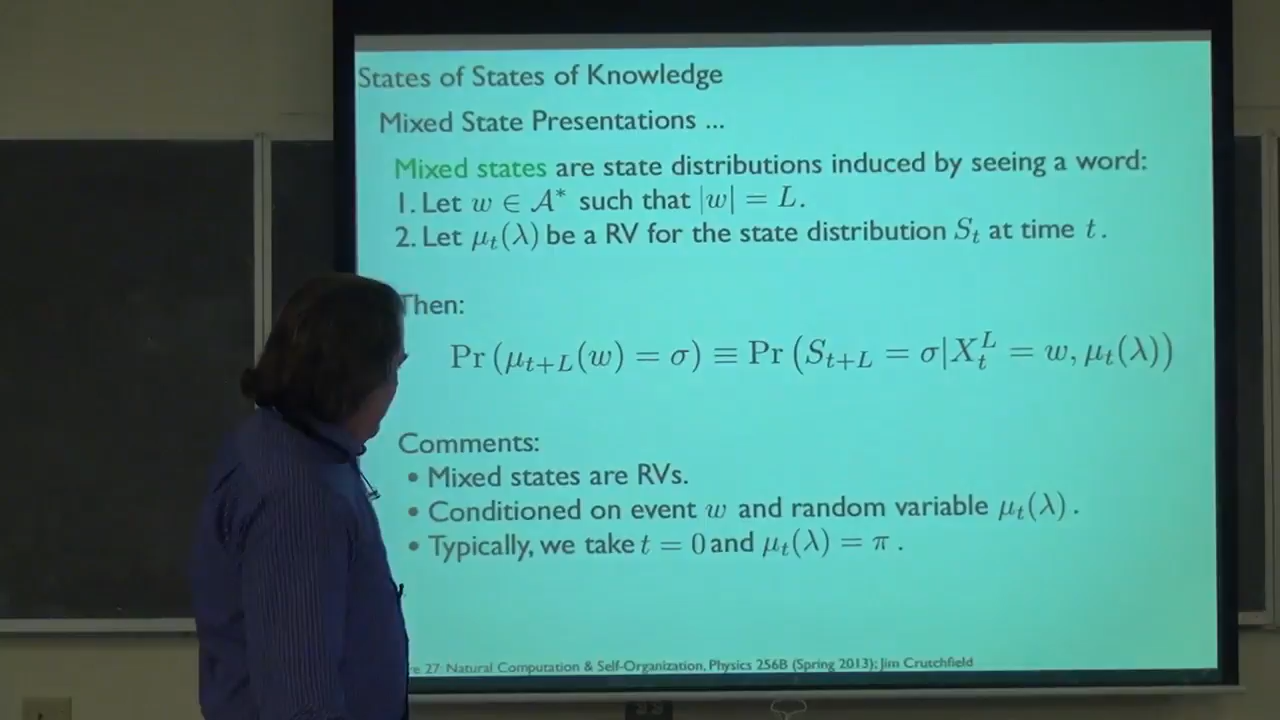 States of States of Knowledge
Mixed State Presentations ...
Mixed states are state distributions induced by seeing a word:
1. Let w ∈ 𝒜* such that |w| = L.
2. Let μ_t(λ) be a RV for the state distribution S_t at time t.
Then:
Pr (μ_{t+L}(w) = σ) ≡ Pr (S_{t+L} = σ|X_t^L = w, μ_t(λ))
Comments:
• Mixed states are RVs.
• Conditioned on event w and random variable μ_t(λ).
• Typically, we take t = 0 and μ_t(λ) = π.
27: Natural Computation & Self-Organization, Physics 256B (Spring 2013); Jim Crutchfield